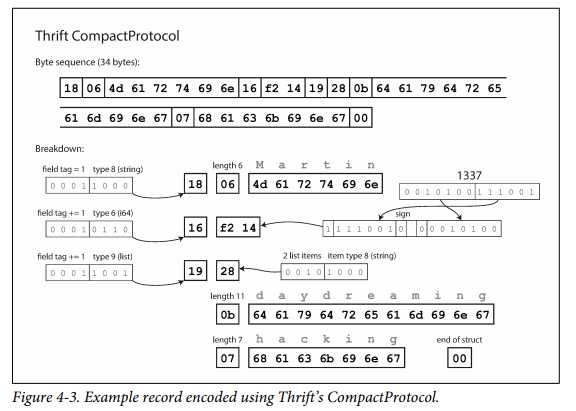 Thrift CompactProtocol
Byte sequence (34 bytes):
18 06 4d 61 72 74 69 6e 16 f2 14 19 28 0b 64 61 79 64 72 65
61 6d 69 6e 67 07 68 61 63 6b 69 6e 67 00
Breakdown:
field tag = 1 type 8 (string)
0 0 0 1 1 0 0 0
18
length 6
06
M a r t i n
4d 61 72 74 69 6e
1337
0 0 1 0 1 0 0 1 1 1 0 0 1
field tag += 1 type 6 (i64)
0 0 0 1 0 1 1 0
16 f2 14
sign
1 1 1 1 0 0 1 0 0 0 0 1 0 1 0 0
field tag += 1 type 9 (list)
0 0 0 1 1 0 0 1
19 28
2 list items item type 8 (string)
0 0 1 0 1 0 0 0
length 11
0b
d a y d r e a m i n g
64 61 79 64 72 65 61 6d 69 6e 67
length 7
07
h a c k i n g
68 61 63 6b 69 6e 67
end of struct
00
Figure 4-3. Example record encoded using Thrift's CompactProtocol.